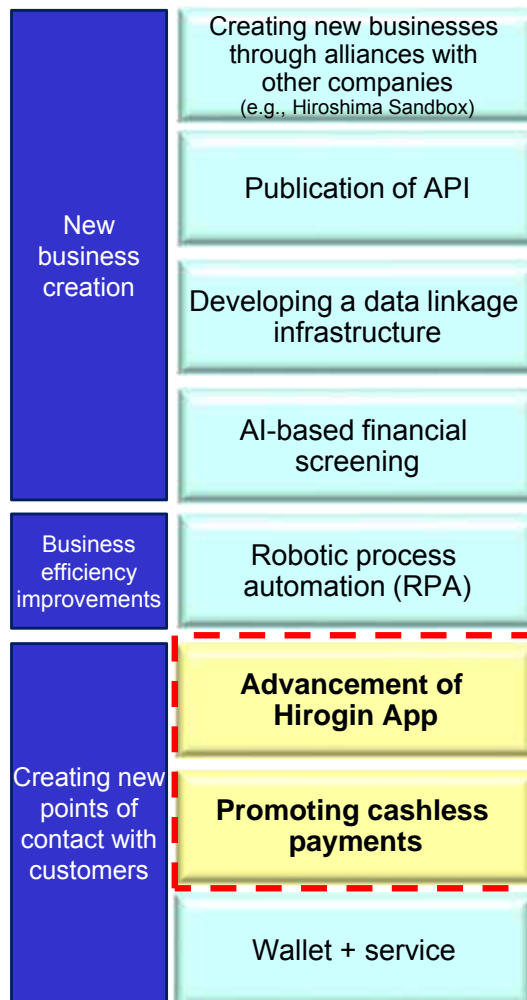 New
business
creation
Creating new businesses
through alliances with
other companies
(e.g., Hiroshima Sandbox)
Publication of API
Developing a data linkage
infrastructure
AI-based financial
screening
Business
efficiency
improvements
Robotic process
automation (RPA)
Creating new
points of
contact with
customers
Advancement of
Hirogin App
Promoting cashless
payments
Wallet + service